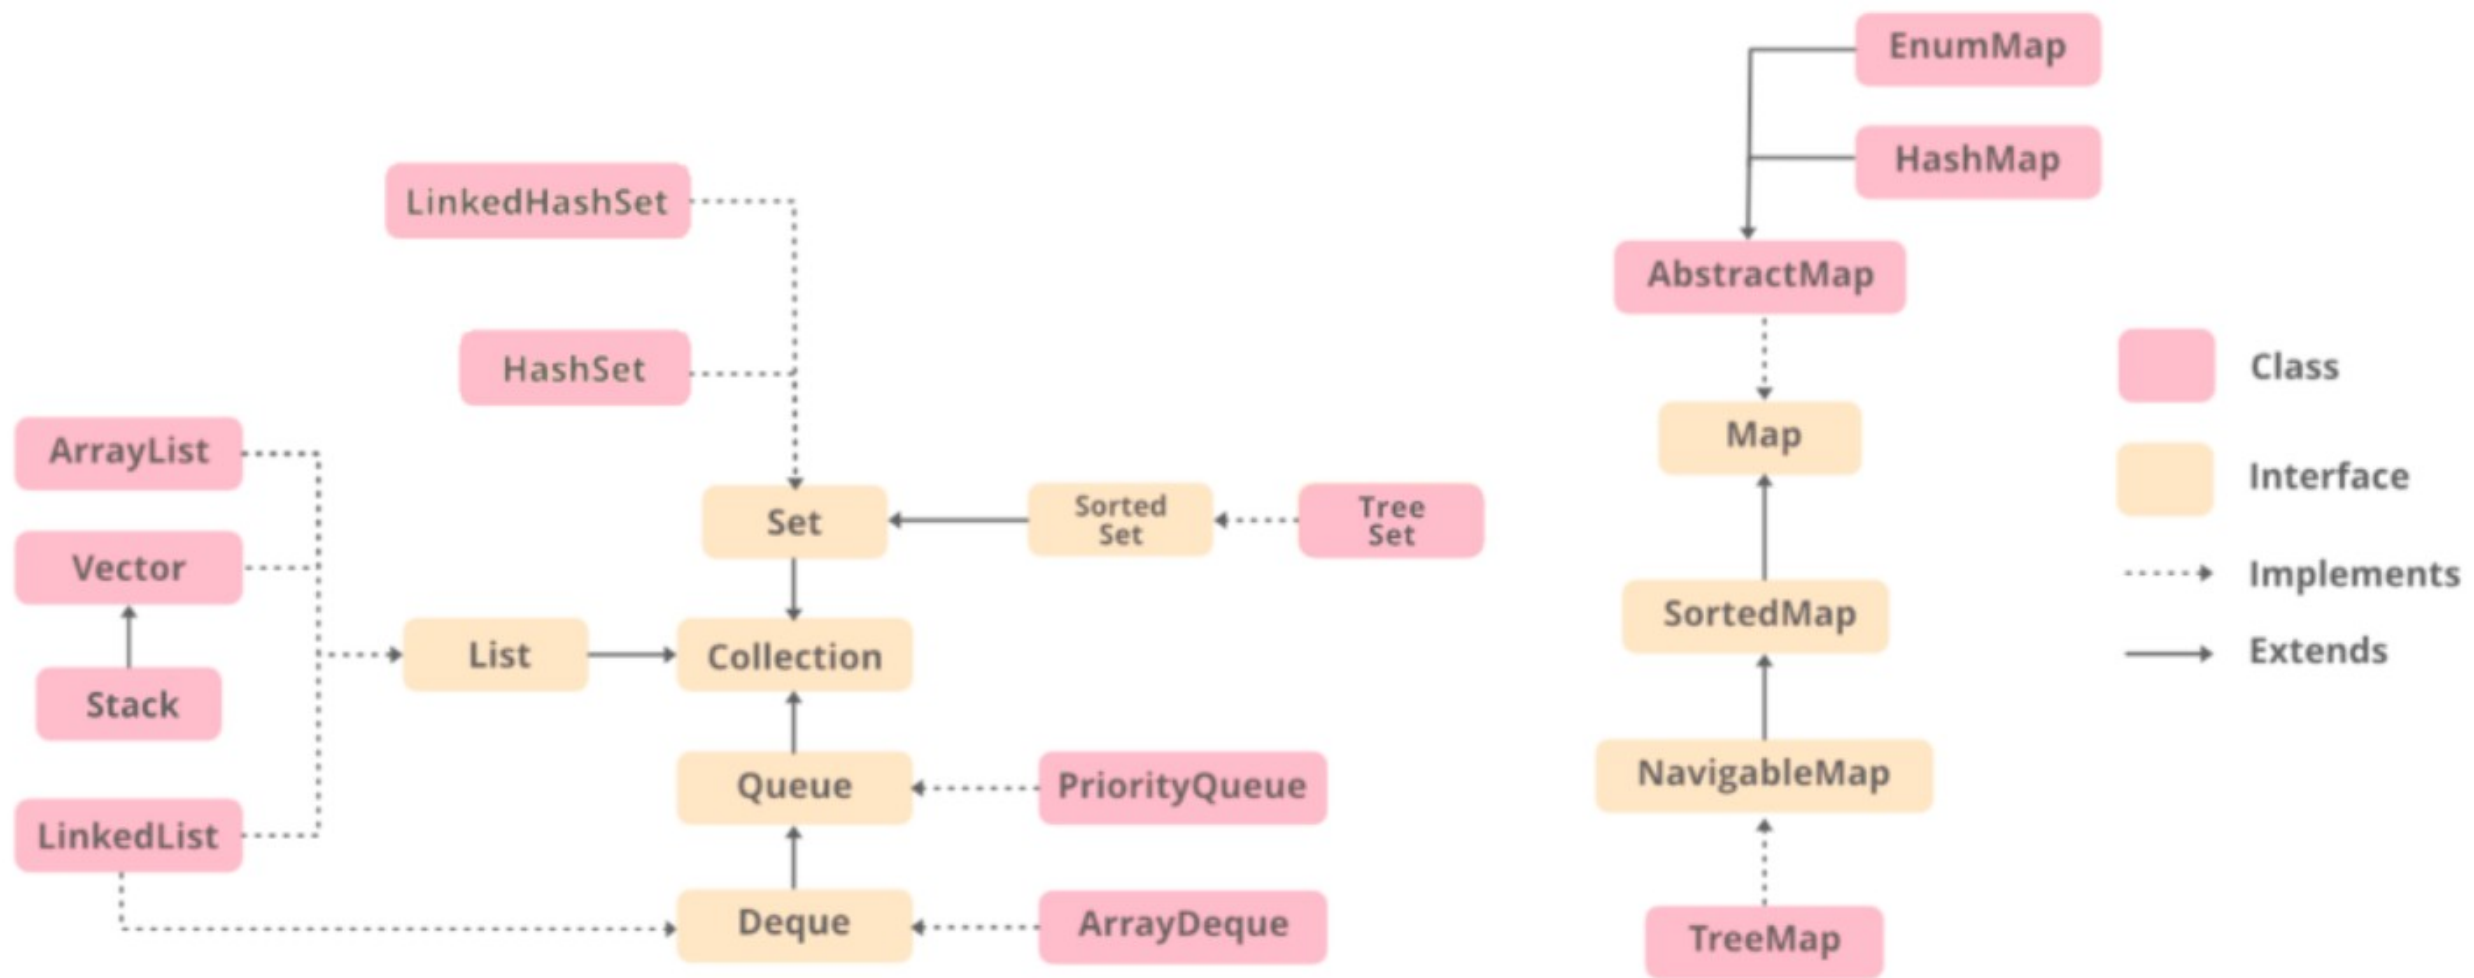 EnumMap
HashMap
LinkedHashSet
AbstractMap
HashSet
Class
ArrayList
Map
Interface
Set
Sorted
Set
Tree
Set
Vector
Implements
List
Collection
SortedMap
Extends
Stack
Queue
PriorityQueue
NavigableMap
LinkedList
Deque
ArrayDeque
TreeMap